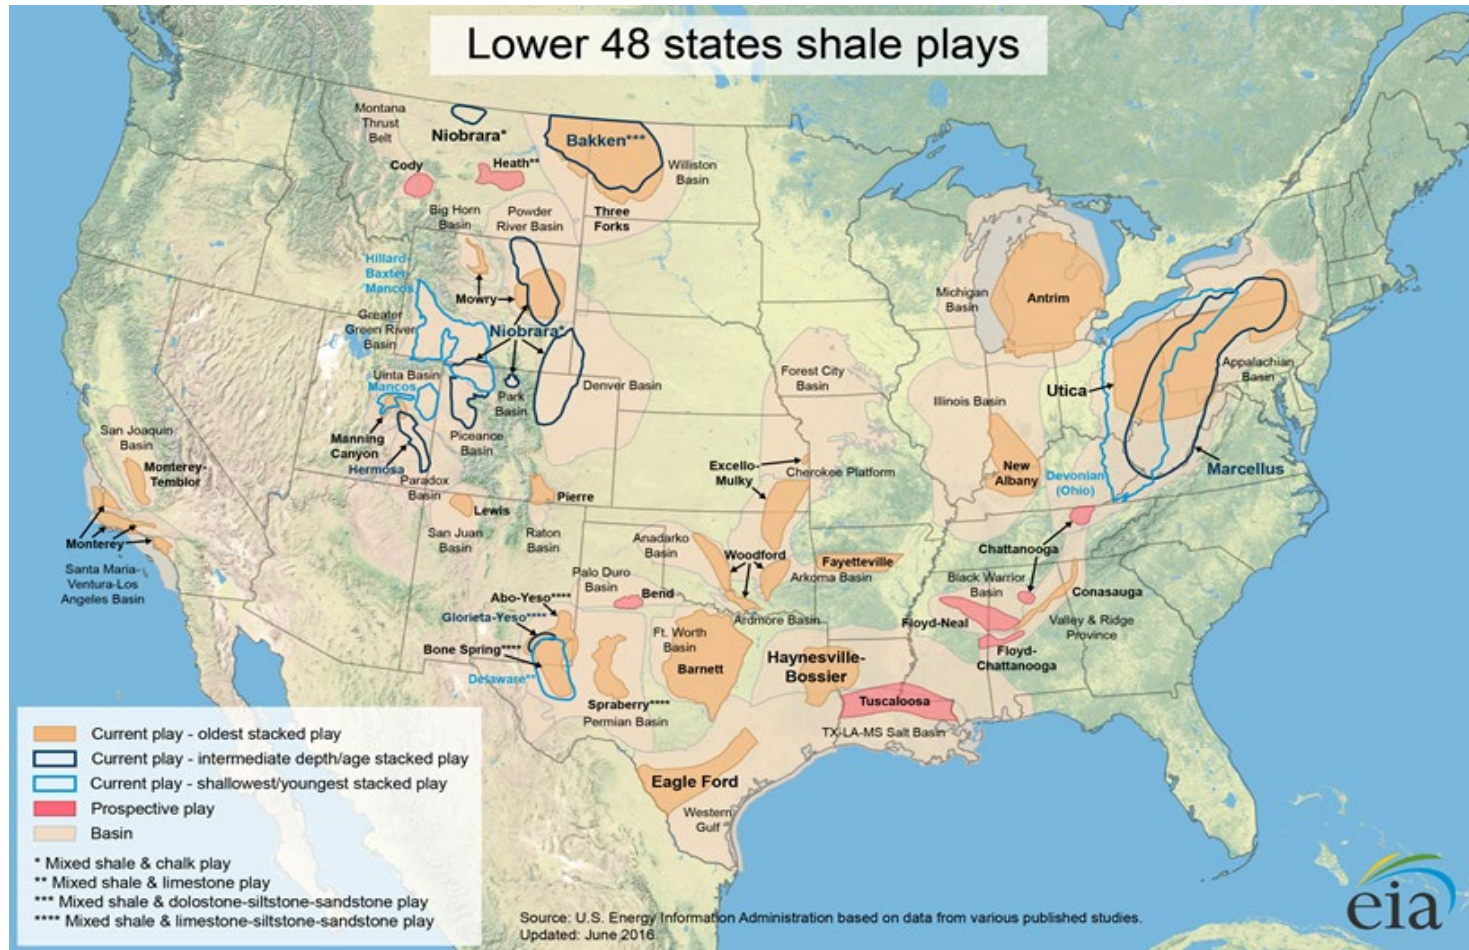 Lower 48 states shale plays
Montana
Thrust
Belt
Niobrara*
Bakken***
Cody
Heath**
Williston
Basin
Big Horn
Basin
Powder
River Basin
Three
Forks
Hillard-
Baxter-
Mancos
Mowry
Greater
Green River
Basin
Niobrara*
Michigan
Basin
Antrim
Uinta Basin
Mancos
Park
Basin
Denver Basin
Forest City
Basin
Illinois Basin
Utica
Appalachian
Basin
San Joaquin
Basin
Monterey-
Temblor
Manning
Canyon
Hermosa
Piceance
Basin
Paradox
Basin
Excello-
Mulky
Cherokee Platform
New
Albany
Devonian
(Ohio)
Marcellus
Pierre
Lewis
San Juan
Basin
Raton
Basin
Monterey
Santa Maria-
Ventura-Los
Angeles Basin
Anadarko
Basin
Woodford
Fayetteville
Arkoma Basin
Chattanooga
Palo Duro
Basin
Bend
Black Warrior
Basin
Conasauga
Abo-Yeso****
Glorieta-Yeso****
Ardmore Basin
Floyd-Neal
Valley & Ridge
Province
Bone Spring****
Delaware**
Ft. Worth
Basin
Barnett
Haynesville-
Bossier
Floyd-
Chattanooga
Spraberry****
Permian Basin
Tuscaloosa
TX-LA-MS Salt Basin
Eagle Ford
Western
Gulf
Current play - oldest stacked play
Current play - intermediate depth/age stacked play
Current play - shallowest/youngest stacked play
Prospective play
Basin
* Mixed shale & chalk play
** Mixed shale & limestone play
*** Mixed shale & dolostone-siltstone-sandstone play
**** Mixed shale & limestone-siltstone-sandstone play
Source: U.S. Energy Information Administration based on data from various published studies.
Updated: June 2016
eia